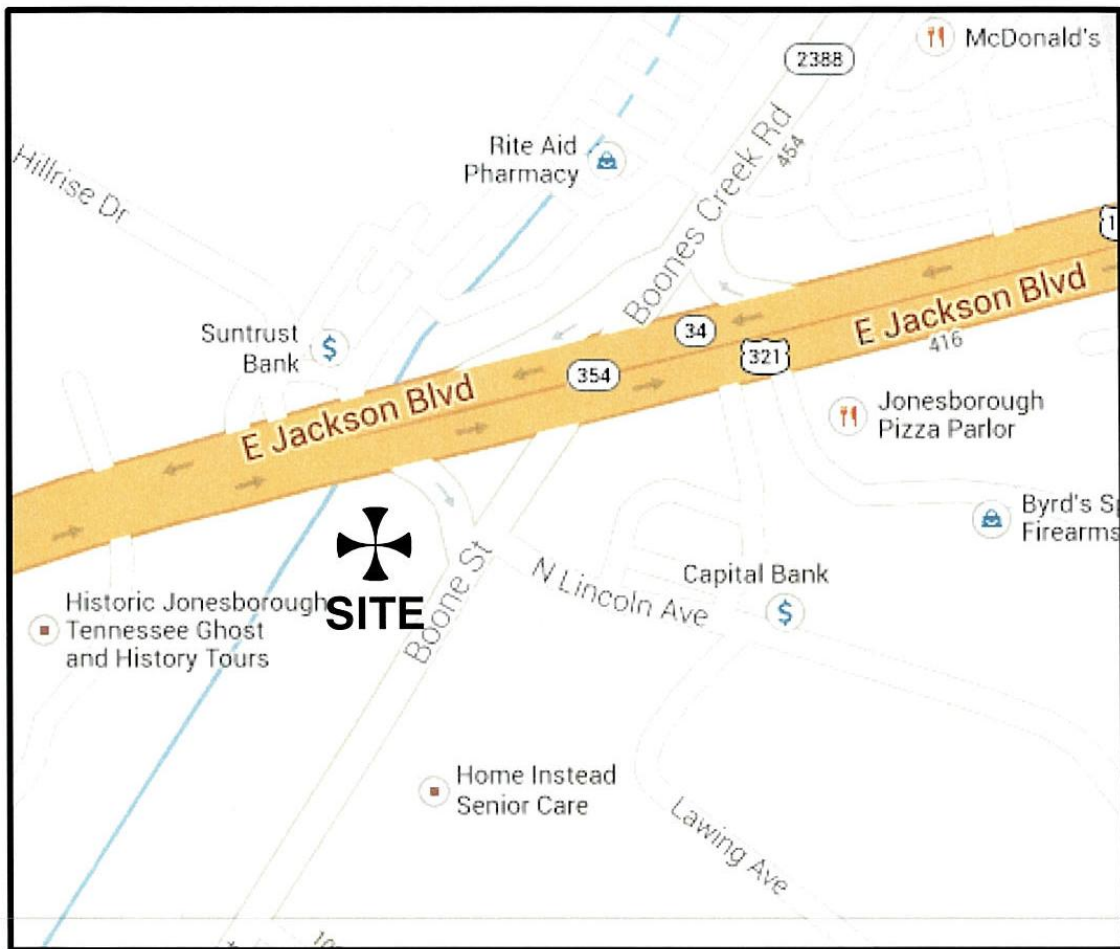 McDonald's
2388
Rite Aid
Pharmacy
Hillrise Dr
Boones Creek Rd
454
Suntrust
Bank
34
E Jackson Blvd
321
416
354
E Jackson Blvd
Jonesborough
Pizza Parlor
Byrd's Sp
Firearms
Boone St
N Lincoln Ave
Capital Bank
SITE
Historic Jonesborough
Tennessee Ghost
and History Tours
Home Instead
Senior Care
Lawing Ave